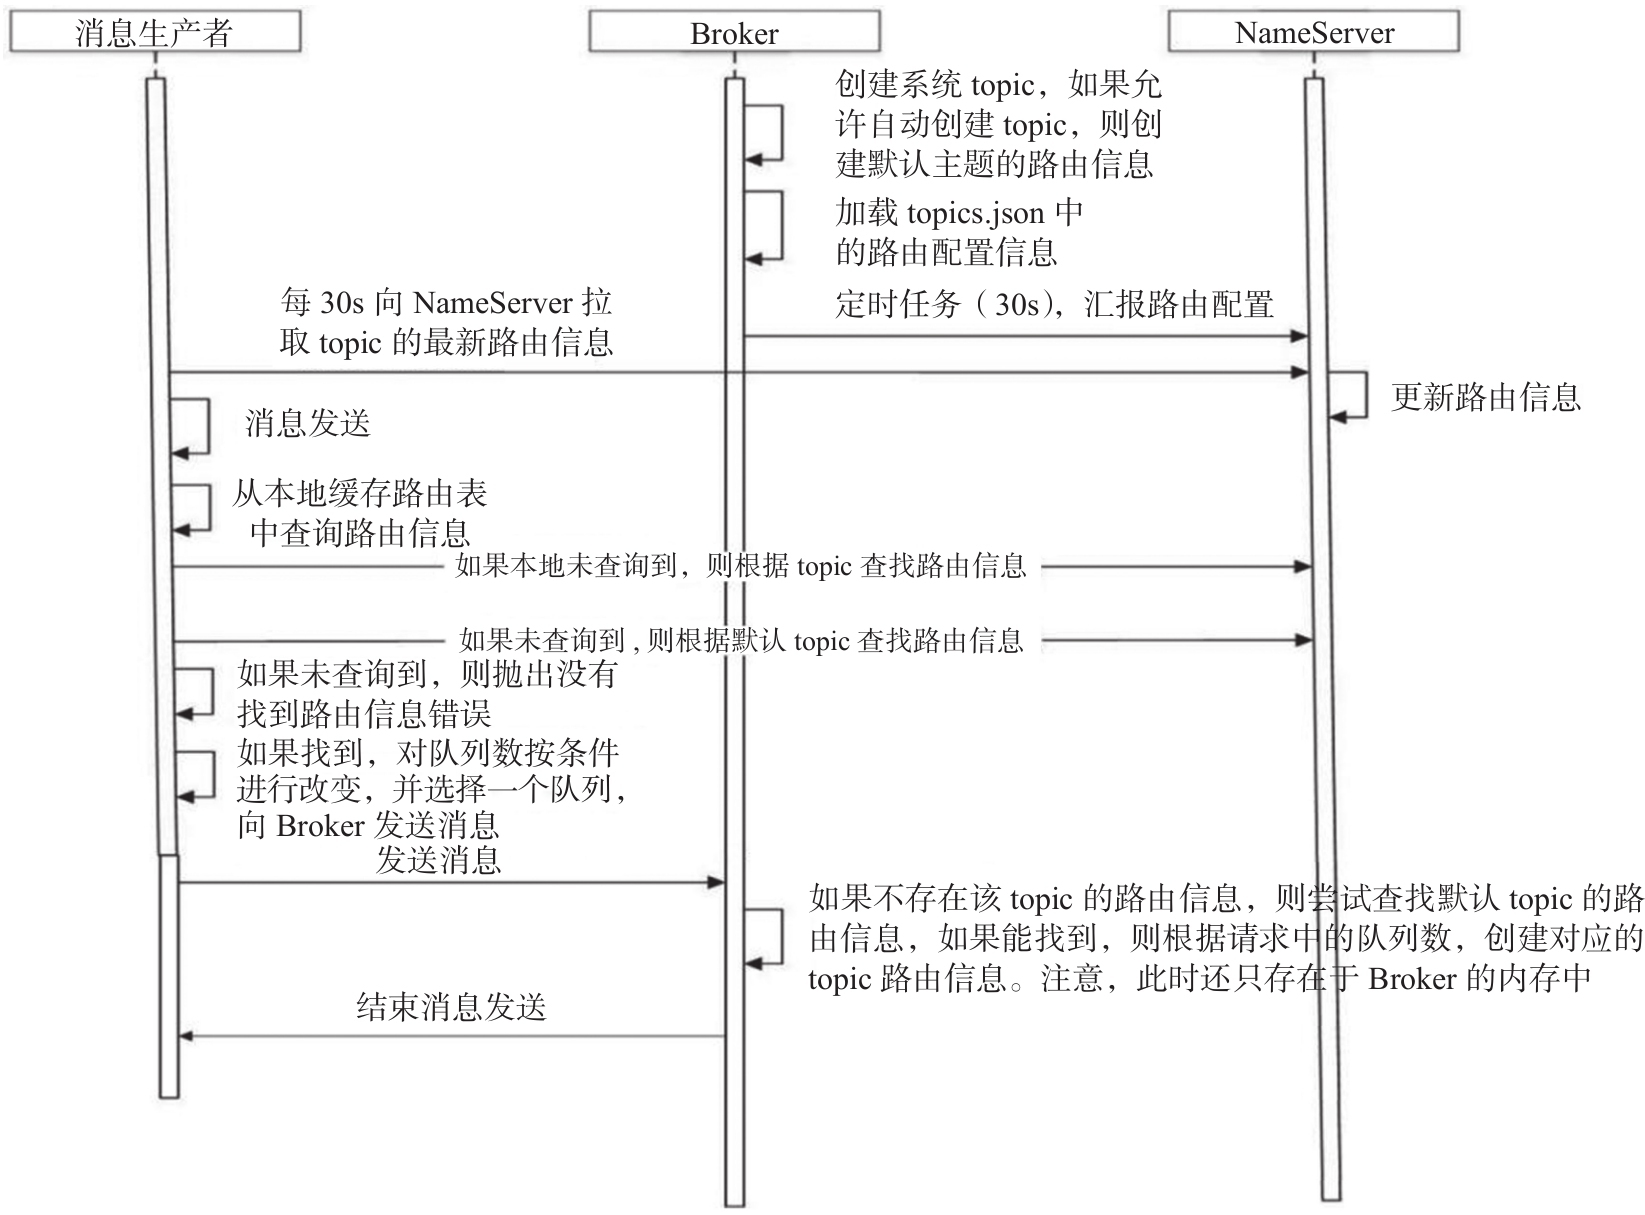 消息生产者
Broker
NameServer
创建系统 topic，如果允
许自动创建 topic，则创
建默认主题的路由信息
加载 topics.json 中
的路由配置信息
定时任务（30s），汇报路由配置
每 30s 向 NameServer 拉
取 topic 的最新路由信息
更新路由信息
消息发送
从本地缓存路由表
中查询路由信息
如果本地未查询到，则根据 topic 查找路由信息
如果未查询到 , 则根据默认 topic 查找路由信息
如果未查询到，则抛出没有
找到路由信息错误
如果找到，对队列数按条件
进行改变，并选择一个队列，
向 Broker 发送消息
发送消息
如果不存在该 topic 的路由信息，则尝试查找默认 topic 的路
由信息，如果能找到，则根据请求中的队列数，创建对应的
topic 路由信息。注意，此时还只存在于 Broker 的内存中
结束消息发送